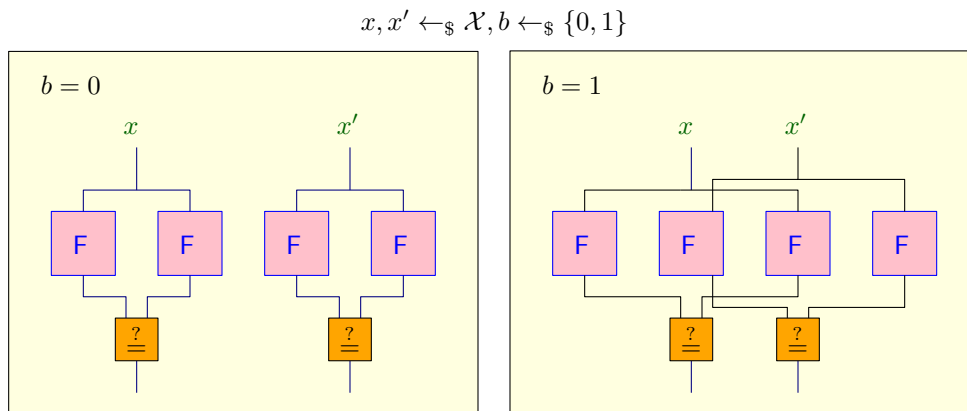 x, x′ ←$ 𝒳, b ←$ {0, 1}
b = 0
b = 1
x x′ x x′
F F F F F F F F
≟ ≟ ≟ ≟